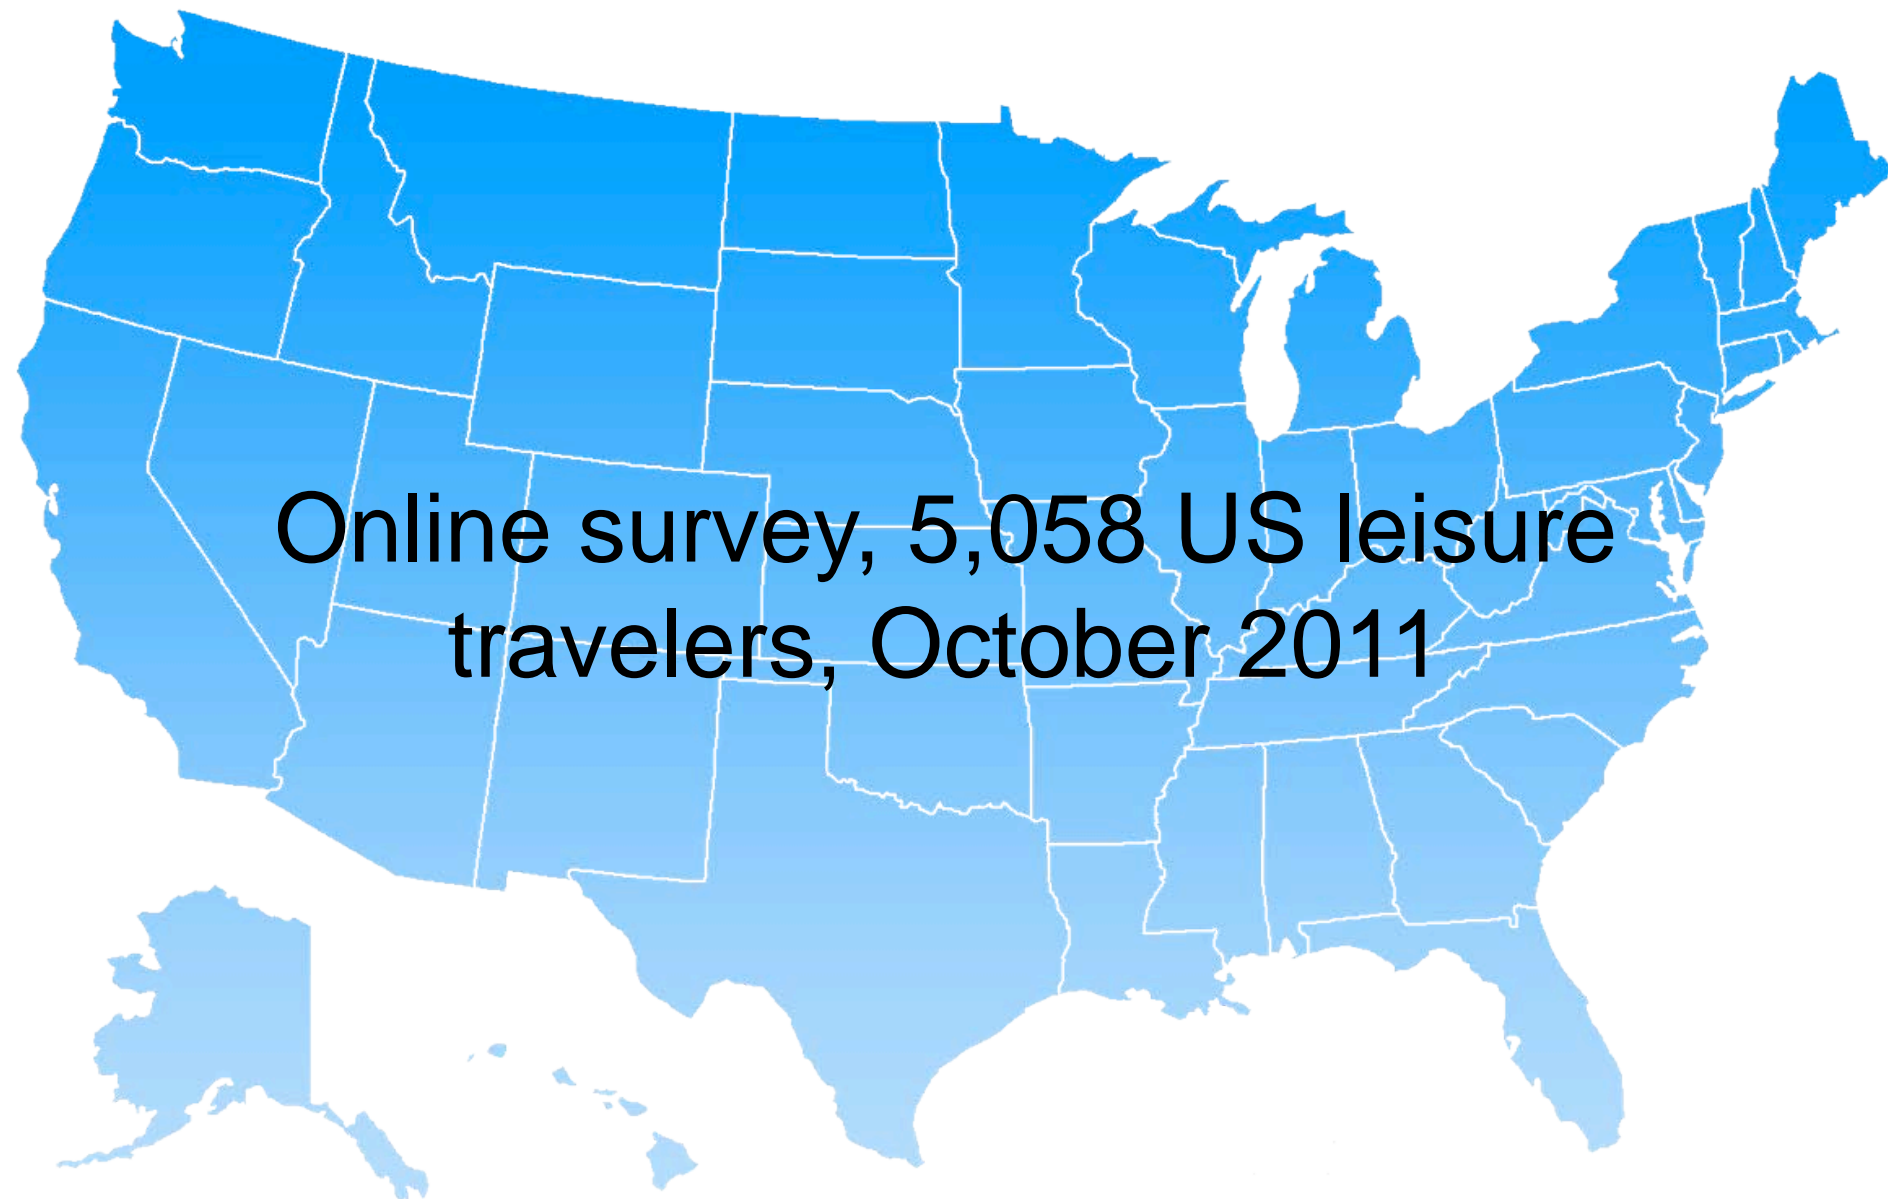 Online survey, 5,058 US leisure
travelers, October 2011